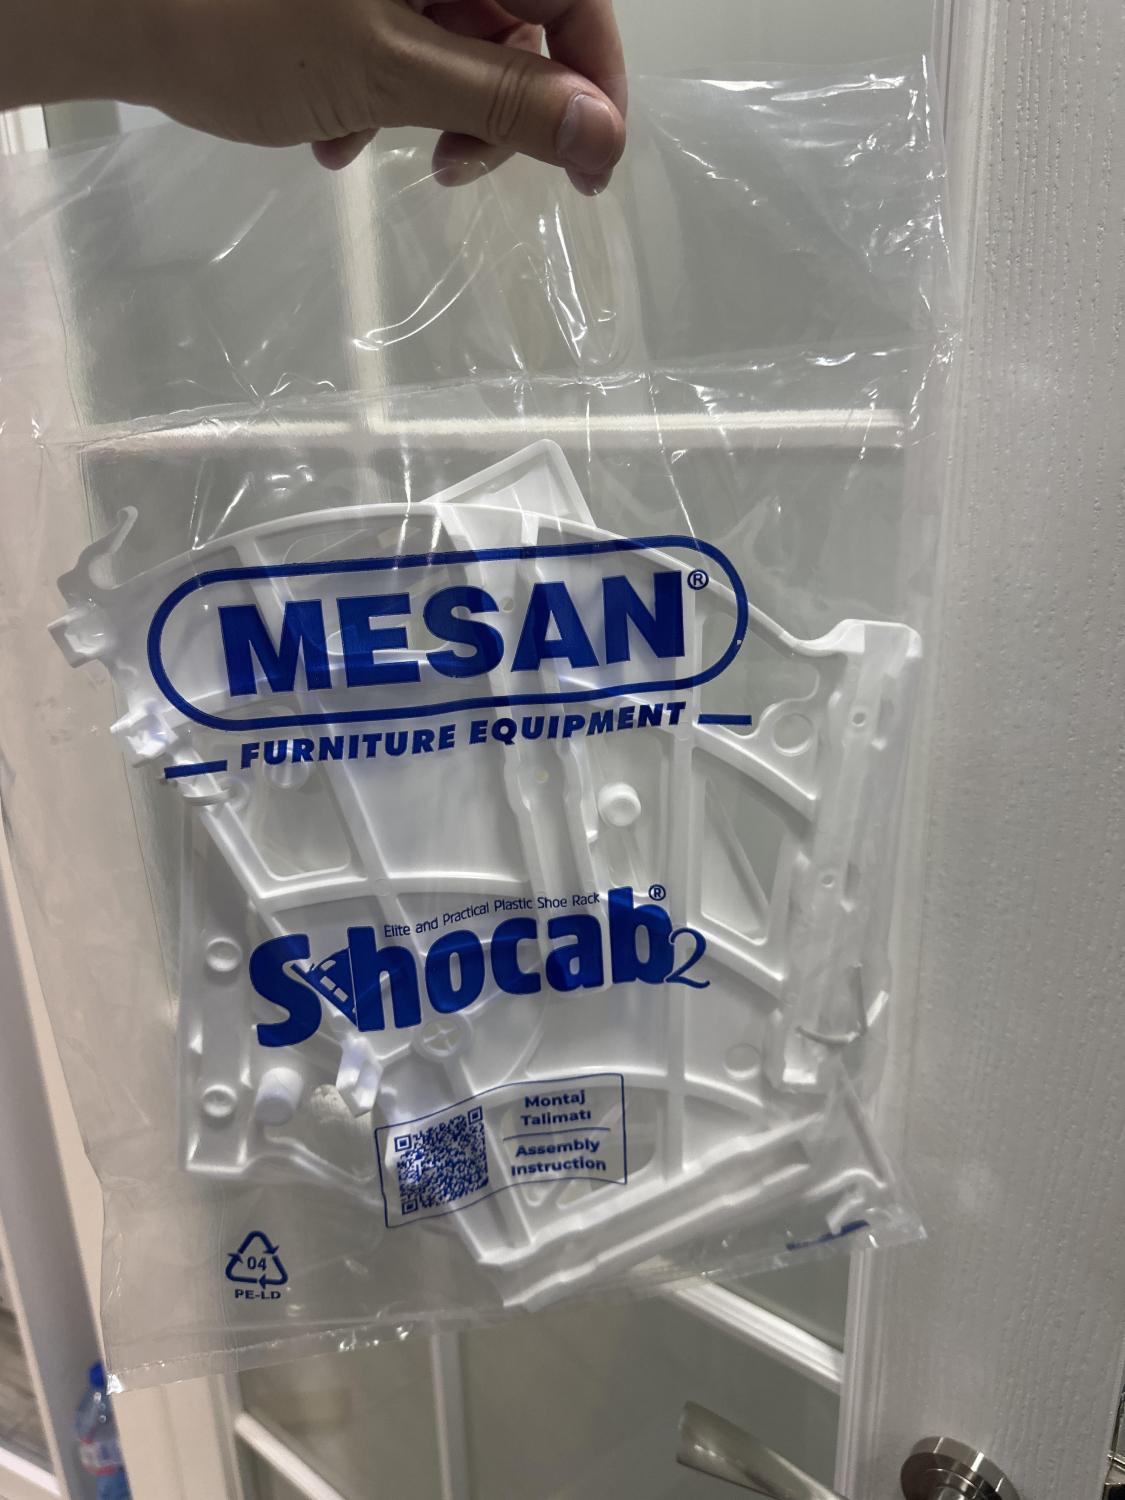 MESAN®
FURNITURE EQUIPMENT
Elite and Practical Plastic Shoe Rack
Shocab®2
Montaj
Talimatı
Assembly
Instruction
04
PE-LD